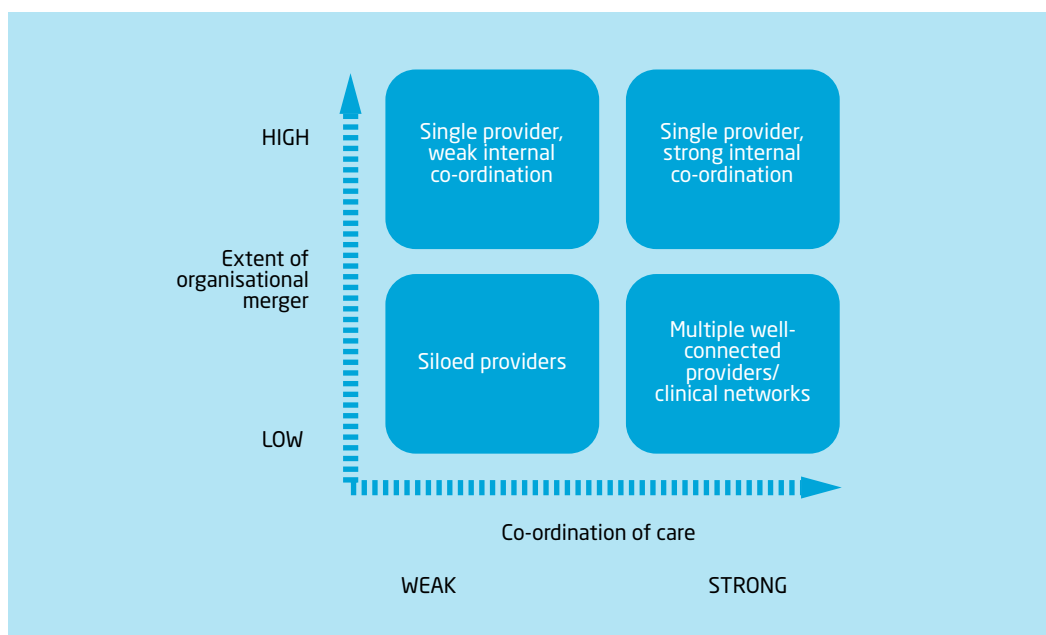 HIGH
Single provider,
weak internal
co-ordination
Single provider,
strong internal
co-ordination
Extent of
organisational
merger
Siloed providers
Multiple well-
connected
providers/
clinical networks
LOW
Co-ordination of care
WEAK
STRONG